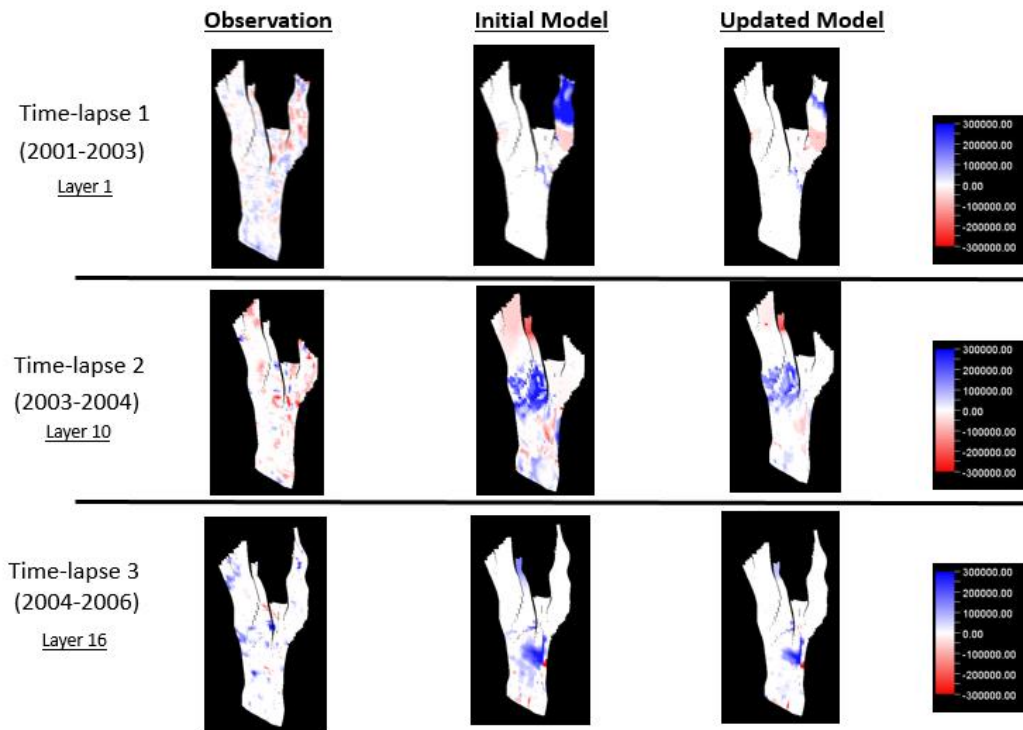 Observation
Initial Model
Updated Model
Time-lapse 1
(2001-2003)
Layer 1
300000.00
200000.00
100000.00
0.00
-100000.00
-200000.00
-300000.00
Time-lapse 2
(2003-2004)
Layer 10
300000.00
200000.00
100000.00
0.00
-100000.00
-200000.00
-300000.00
Time-lapse 3
(2004-2006)
Layer 16
300000.00
200000.00
100000.00
0.00
-100000.00
-200000.00
-300000.00